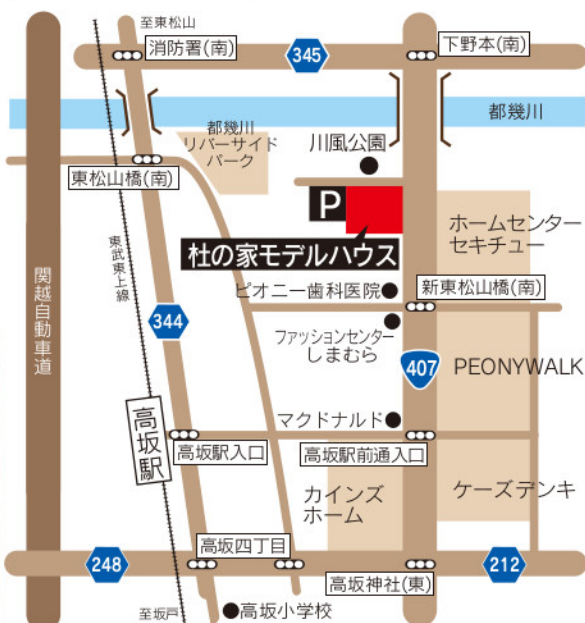 至東松山
消防署(南)
345
下野本(南)
都幾川
都幾川
リバーサイド
パーク
川風公園
東松山橋(南)
P
杜の家モデルハウス
ホームセンター
セキチュー
東武東上線
関越自動車道
ピオニー歯科医院
新東松山橋(南)
344
ファッションセンター
しまむら
407
PEONYWALK
高坂駅
マクドナルド
高坂駅入口
高坂駅前通入口
カインズ
ホーム
ケーズデンキ
高坂四丁目
248
212
高坂神社(東)
至坂戸
高坂小学校